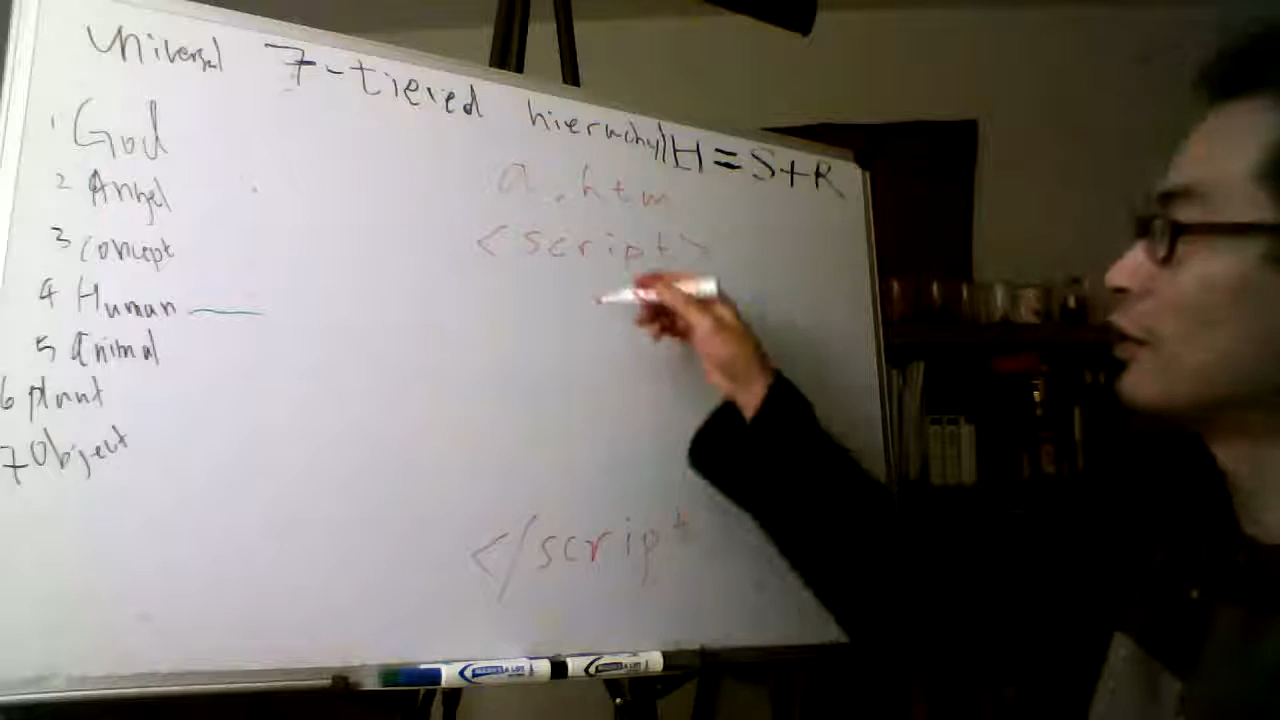 Universal 7-tiered hierarchy H=S+R
1 God
2 Angel
3 concept
4 Human
5 Animal
6 plant
7 Object
a.htm
<script>
</script